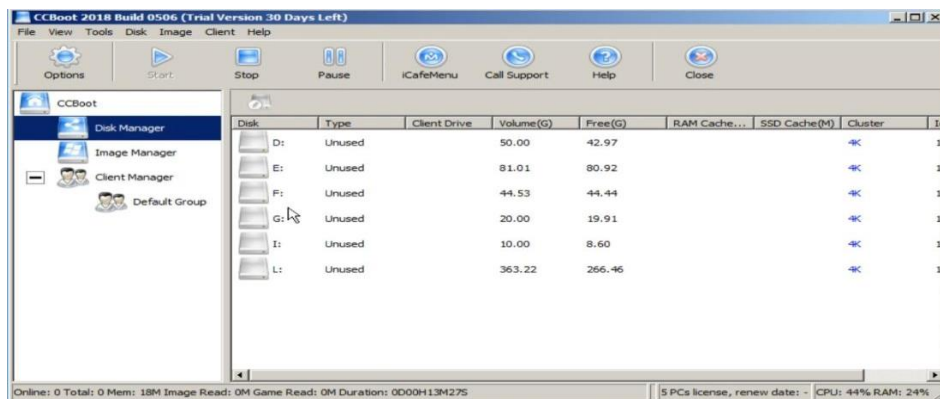 CCBoot 2018 Build 0506 (Trial Version 30 Days Left)
File View Tools Disk Image Client Help
Options Start Stop Pause iCafeMenu Call Support Help Close
CCBoot
Disk Manager
Image Manager
Client Manager
Default Group
Disk Type Client Drive Volume(G) Free(G) RAM Cache... SSD Cache(M) Cluster
D: Unused 50.00 42.97 4K
E: Unused 81.01 80.92 4K
F: Unused 44.53 44.44 4K
G: Unused 20.00 19.91 4K
I: Unused 10.00 8.60 4K
L: Unused 363.22 266.46 4K
Online: 0 Total: 0 Mem: 18M Image Read: 0M Game Read: 0M Duration: 0D00H13M27S 5 PCs license, renew date: - CPU: 44% RAM: 24%